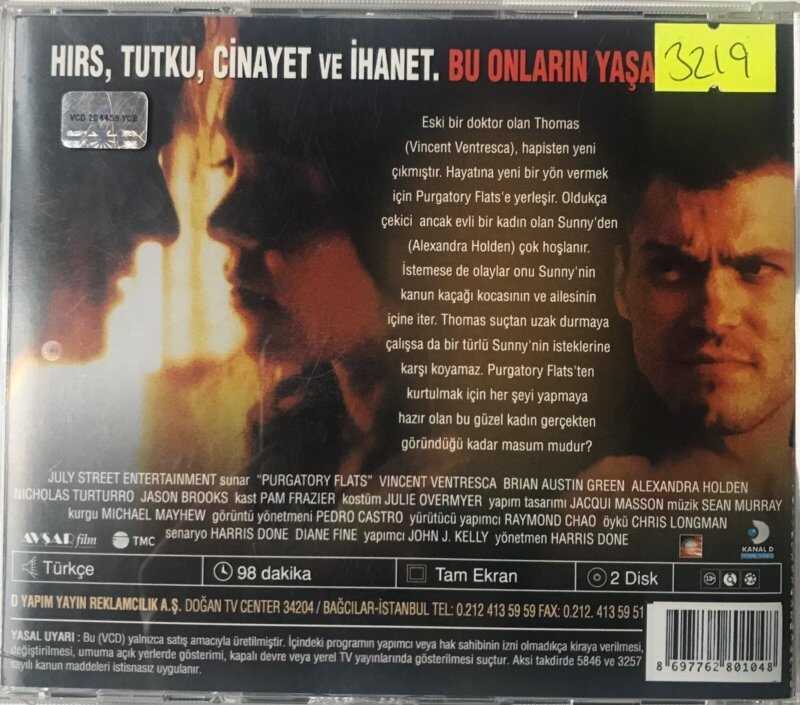 HIRS, TUTKU, CİNAYET VE İHANET. BU ONLARIN YAŞA
3219
VCD 204459 YCB
Eski bir doktor olan Thomas
(Vincent Ventresca), hapisten yeni
çıkmıştır. Hayatına yeni bir yön vermek
için Purgatory Flats'e yerleşir. Oldukça
çekici ancak evli bir kadın olan Sunny'den
(Alexandra Holden) çok hoşlanır.
İstemese de olaylar onu Sunny'nin
kanun kaçağı kocasının ve ailesinin
içine iter. Thomas suçtan uzak durmaya
çalışsa da bir türlü Sunny'nin isteklerine
karşı koyamaz. Purgatory Flats'ten
kurtulmak için her şeyi yapmaya
hazır olan bu güzel kadın gerçekten
göründüğü kadar masum mudur?
JULY STREET ENTERTAINMENT sunar "PURGATORY FLATS" VINCENT VENTRESCA BRIAN AUSTIN GREEN ALEXANDRA HOLDEN
NICHOLAS TURTURRO JASON BROOKS kast PAM FRAZIER kostüm JULIE OVERMYER yapım tasarımı JACQUI MASSON müzik SEAN MURRAY
kurgu MICHAEL MAYHEW görüntü yönetmeni PEDRO CASTRO yürütücü yapımcı RAYMOND CHAO öykü CHRIS LONGMAN
senaryo HARRIS DONE DIANE FINE yapımcı JOHN J. KELLY yönetmen HARRIS DONE
AVŞAR film TMC KANAL D
Türkçe 98 dakika Tam Ekran 2 Disk
D YAPIM YAYIN REKLAMCILIK A.Ş. DOĞAN TV CENTER 34204 / BAĞCILAR-İSTANBUL TEL: 0.212 413 59 59 FAX: 0.212. 413 59 51
YASAL UYARI : Bu (VCD) yalnızca satış amacıyla üretilmiştir. İçindeki programın yapımcı veya hak sahibinin izni olmadıkça kiraya verilmesi,
değiştirilmesi, umuma açık yerlerde gösterimi, kapalı devre veya yerel TV yayınlarında gösterilmesi suçtur. Aksi takdirde 5846 ve 3257
sayılı kanun maddeleri istisnasız uygulanır.
8 697762 801048